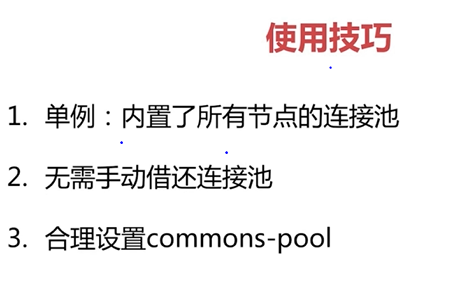 使用技巧
1. 单例：内置了所有节点的连接池
2. 无需手动借还连接池
3. 合理设置commons-pool